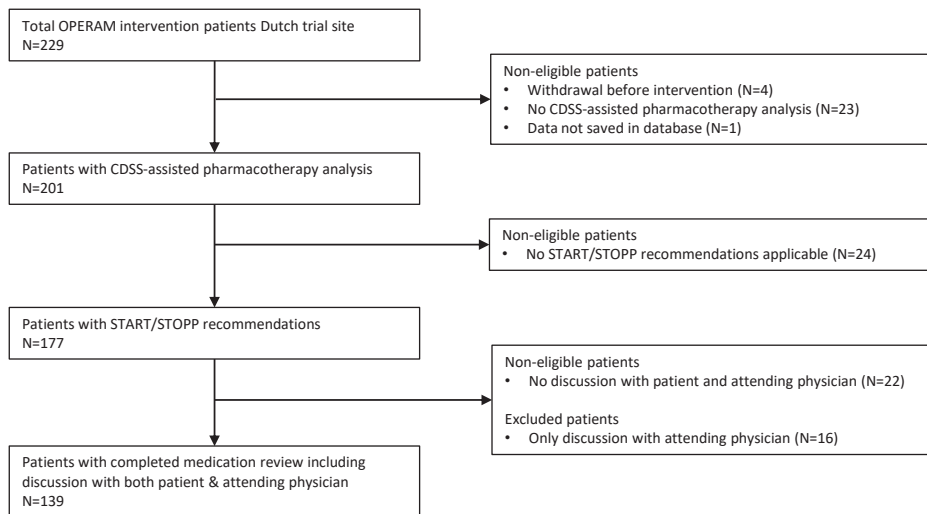 Total OPERAM intervention patients Dutch trial site
N=229
Non-eligible patients
• Withdrawal before intervention (N=4)
• No CDSS-assisted pharmacotherapy analysis (N=23)
• Data not saved in database (N=1)
Patients with CDSS-assisted pharmacotherapy analysis
N=201
Non-eligible patients
• No START/STOPP recommendations applicable (N=24)
Patients with START/STOPP recommendations
N=177
Non-eligible patients
• No discussion with patient and attending physician (N=22)
Excluded patients
• Only discussion with attending physician (N=16)
Patients with completed medication review including
discussion with both patient & attending physician
N=139